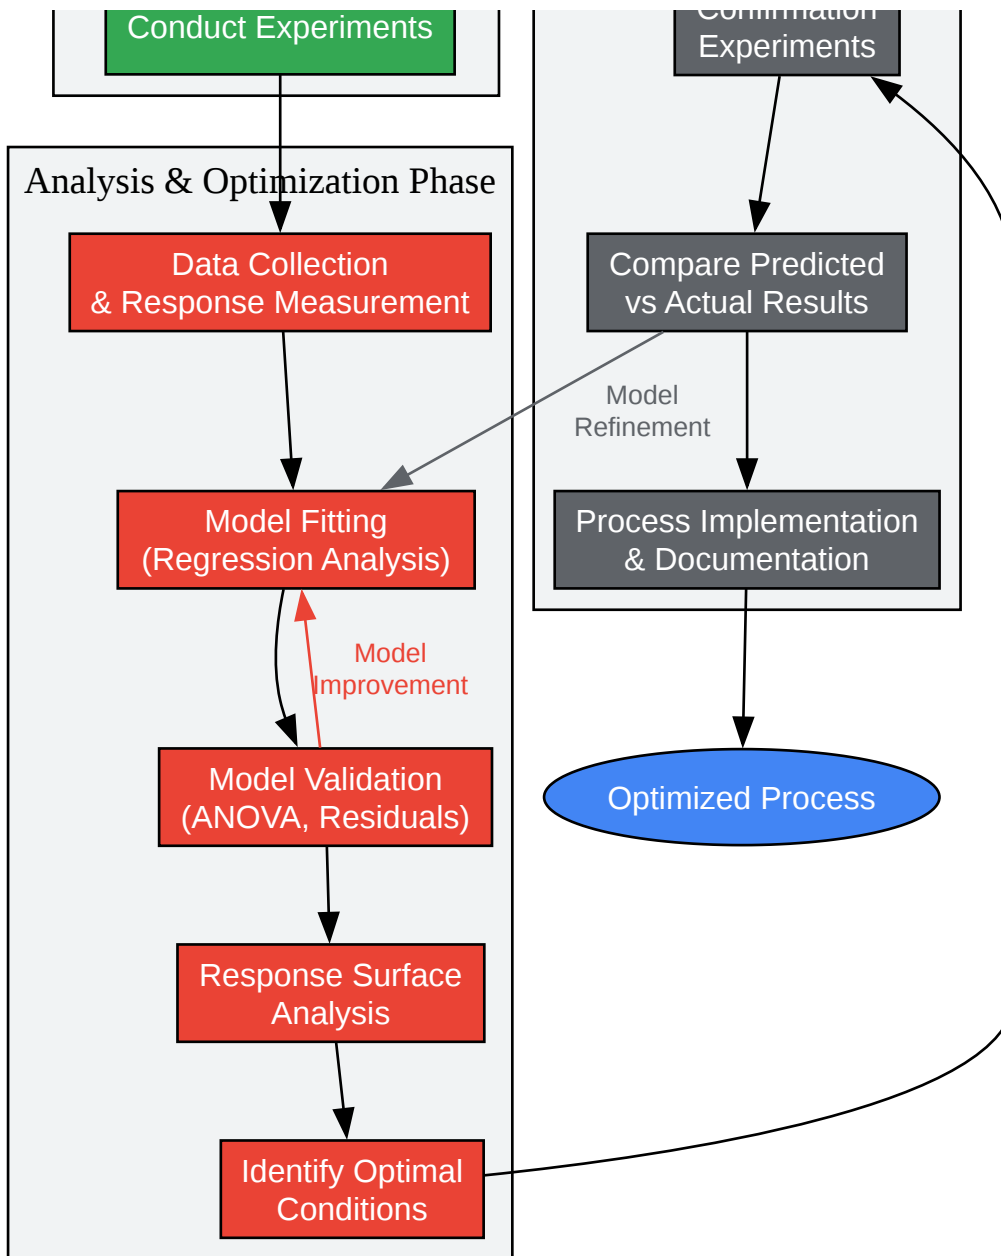 Conduct Experiments
Analysis & Optimization Phase
Data Collection
& Response Measurement
Model Fitting
(Regression Analysis)
Model
Improvement
Model Validation
(ANOVA, Residuals)
Response Surface
Analysis
Identify Optimal
Conditions
Confirmation
Experiments
Compare Predicted
vs Actual Results
Model
Refinement
Process Implementation
& Documentation
Optimized Process